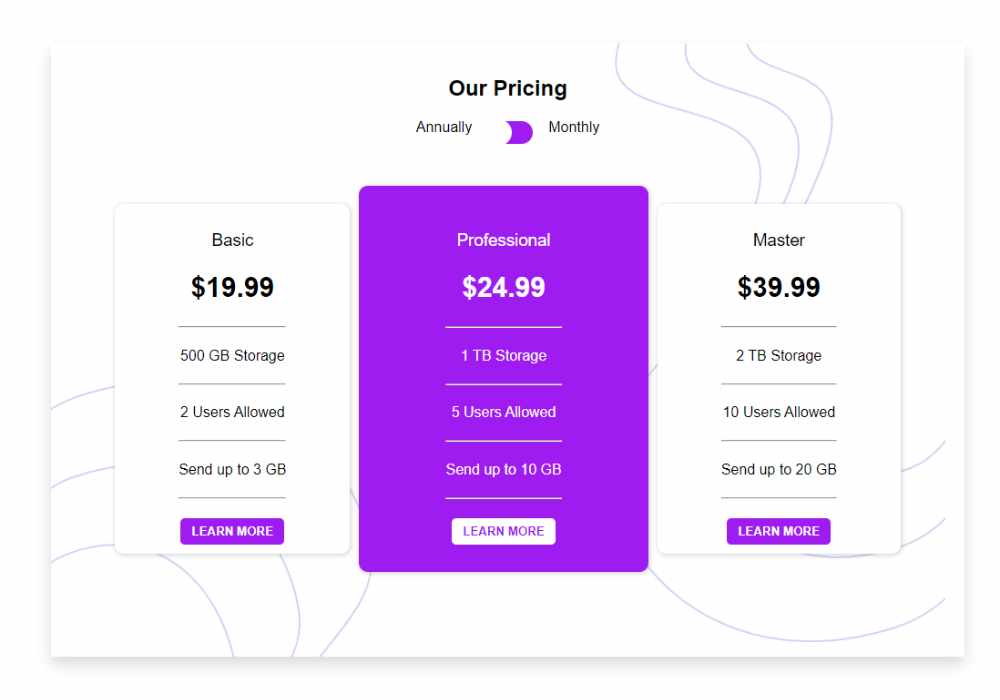 Our Pricing
Annually Monthly
Basic
$19.99
500 GB Storage
2 Users Allowed
Send up to 3 GB
LEARN MORE
Professional
$24.99
1 TB Storage
5 Users Allowed
Send up to 10 GB
LEARN MORE
Master
$39.99
2 TB Storage
10 Users Allowed
Send up to 20 GB
LEARN MORE